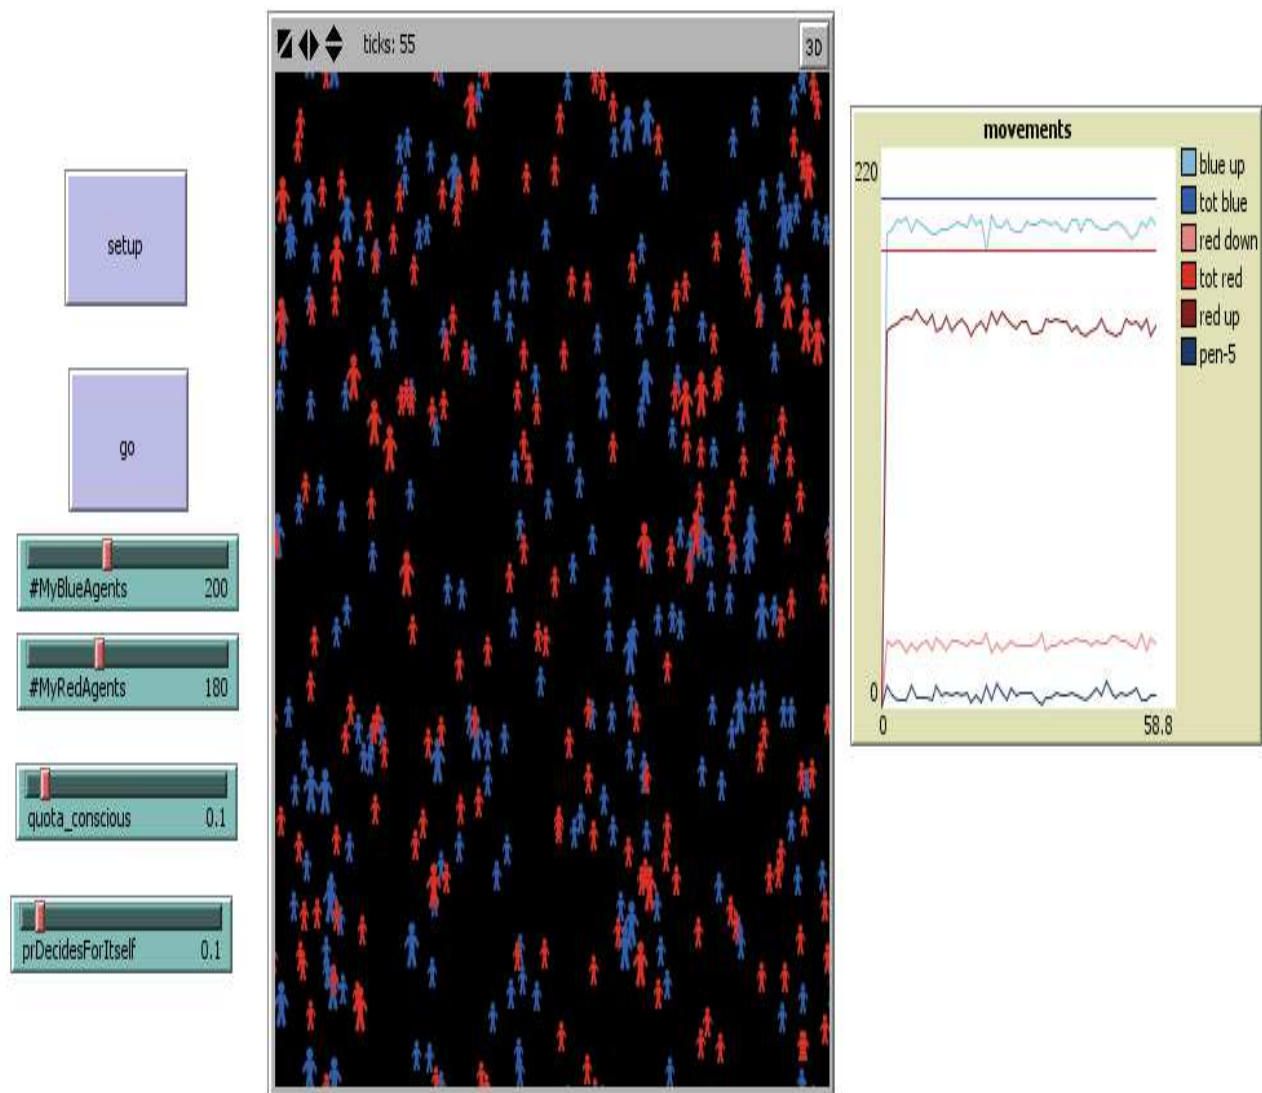 ticks: 55
3D
setup
go
#MyBlueAgents 200
#MyRedAgents 180
quota_conscious 0.1
prDecidesForItself 0.1
movements
220
0
0
58.8
blue up
tot blue
red down
tot red
red up
pen-5